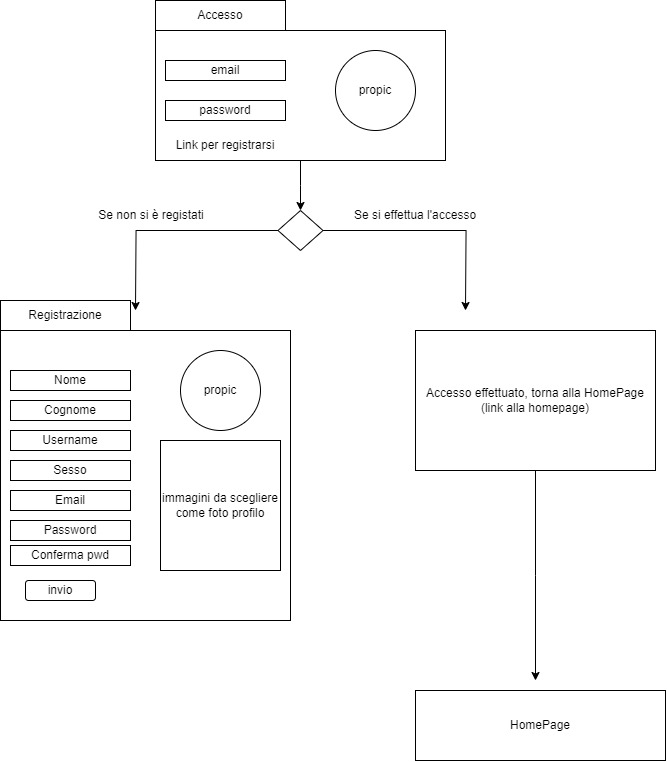 Accesso
email
password
propic
Link per registrarsi
Se non si è registati
Se si effettua l'accesso
Registrazione
Nome
Cognome
Username
Sesso
Email
Password
Conferma pwd
invio
propic
immagini da scegliere
come foto profilo
Accesso effettuato, torna alla HomePage
(link alla homepage)
HomePage